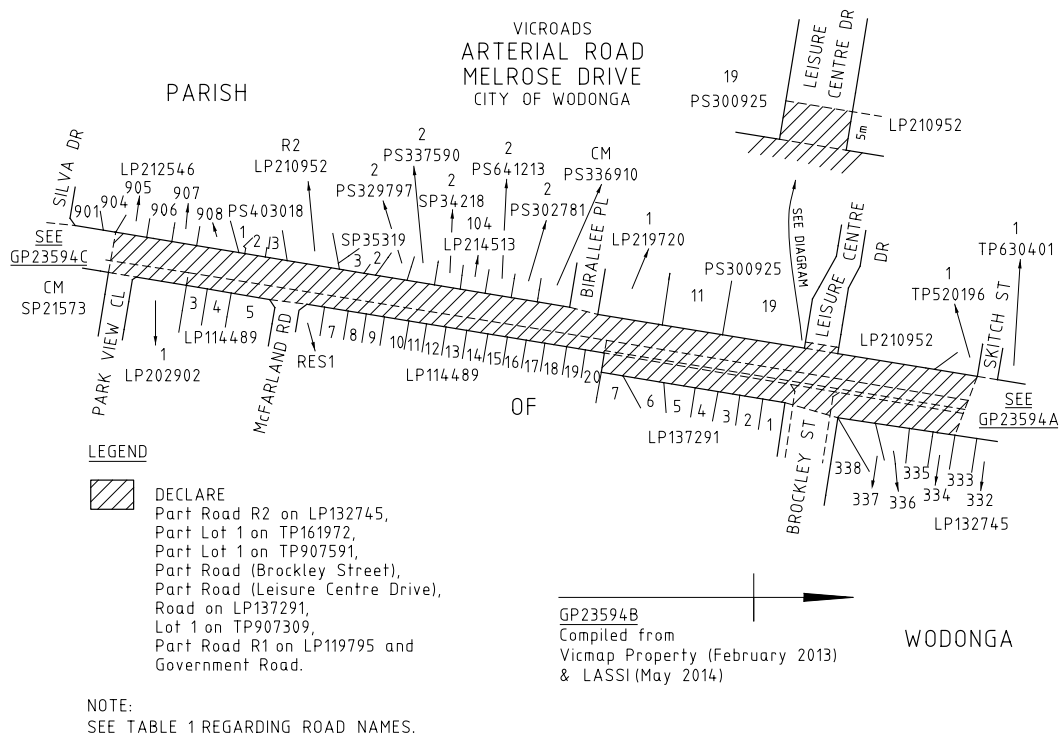 VICROADS
ARTERIAL ROAD
MELROSE DRIVE
CITY OF WODONGA
PARISH
LEISURE
CENTRE DR
19
PS300925
5m
LP210952
SILVA DR
901
904
LP212546
905
906
907
908
PS403018
1
2
3
R2
LP210952
2
PS329797
2
PS337590
SP35319
3
2
2
SP34218
104
LP214513
2
PS641213
2
PS302781
CM
PS336910
BIRALLEE PL
1
LP219720
11
PS300925
19
SEE DIAGRAM
LEISURE CENTRE
DR
LP210952
1
TP520196
SKITCH ST
1
TP630401
SEE
GP23594C
CM
SP21573
PARK VIEW CL
1
LP202902
3
4
5
LP114489
McFARLAND RD
RES1
7
8
9
10
11
12
13
14
15
16
17
18
19
20
LP114489
OF
7
6
5
4
3
2
1
LP137291
BROCKLEY ST
338
337
336
335
334
333
332
LP132745
SEE
GP23594A
LEGEND
DECLARE
Part Road R2 on LP132745,
Part Lot 1 on TP161972,
Part Lot 1 on TP907591,
Part Road (Brockley Street),
Part Road (Leisure Centre Drive),
Road on LP137291,
Lot 1 on TP907309,
Part Road R1 on LP119795 and
Government Road.
GP23594B
Compiled from
Vicmap Property (February 2013)
& LASSI (May 2014)
WODONGA
NOTE:
SEE TABLE 1 REGARDING ROAD NAMES.